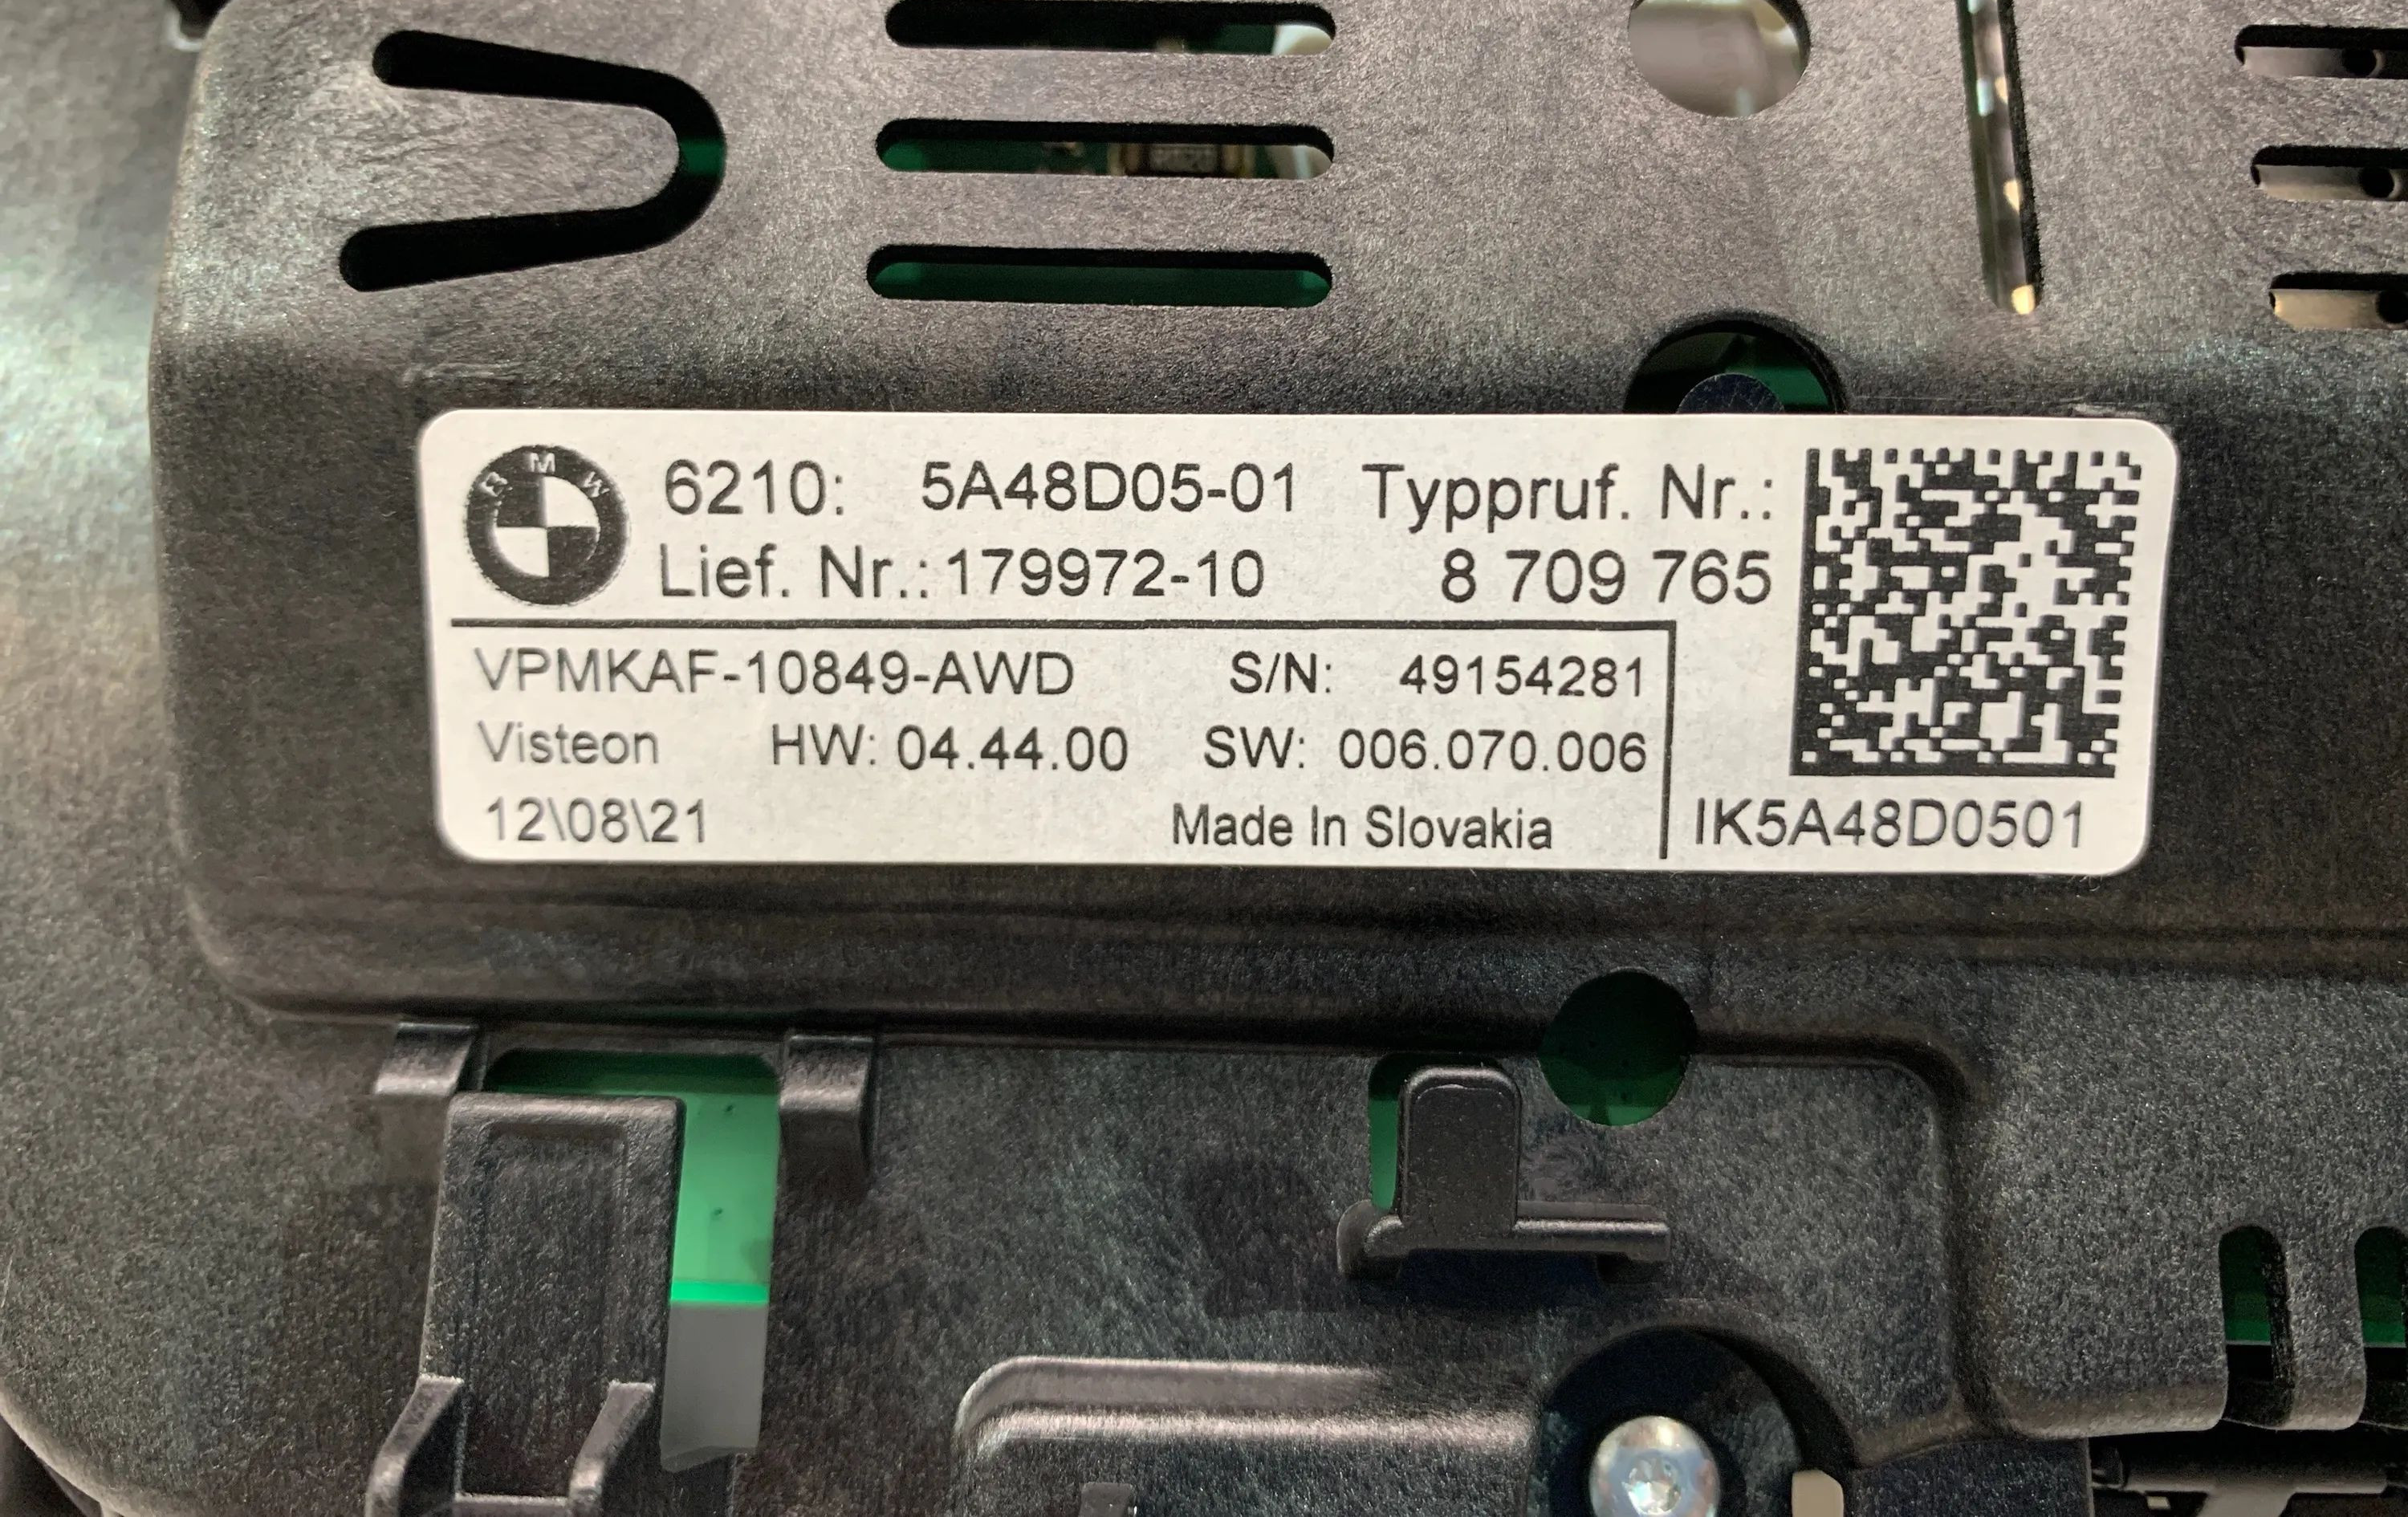 BMW
6210: 5A48D05-01 Typpruf. Nr.:
Lief. Nr.: 179972-10 8 709 765
VPMKAF-10849-AWD S/N: 49154281
Visteon HW: 04.44.00 SW: 006.070.006
12\08\21 Made In Slovakia IK5A48D0501